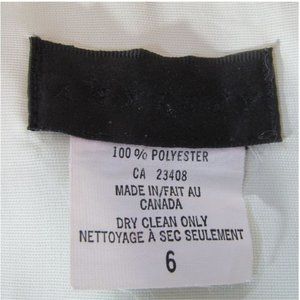 100% POLYESTER
CA 23408
MADE IN/FAIT AU
CANADA
DRY CLEAN ONLY
NETTOYAGE À SEC SEULEMENT
6